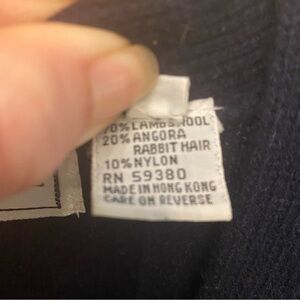 70% LAMBSWOOL
20% ANGORA
RABBIT HAIR
10% NYLON
RN 59380
MADE IN HONG KONG
CARE ON REVERSE